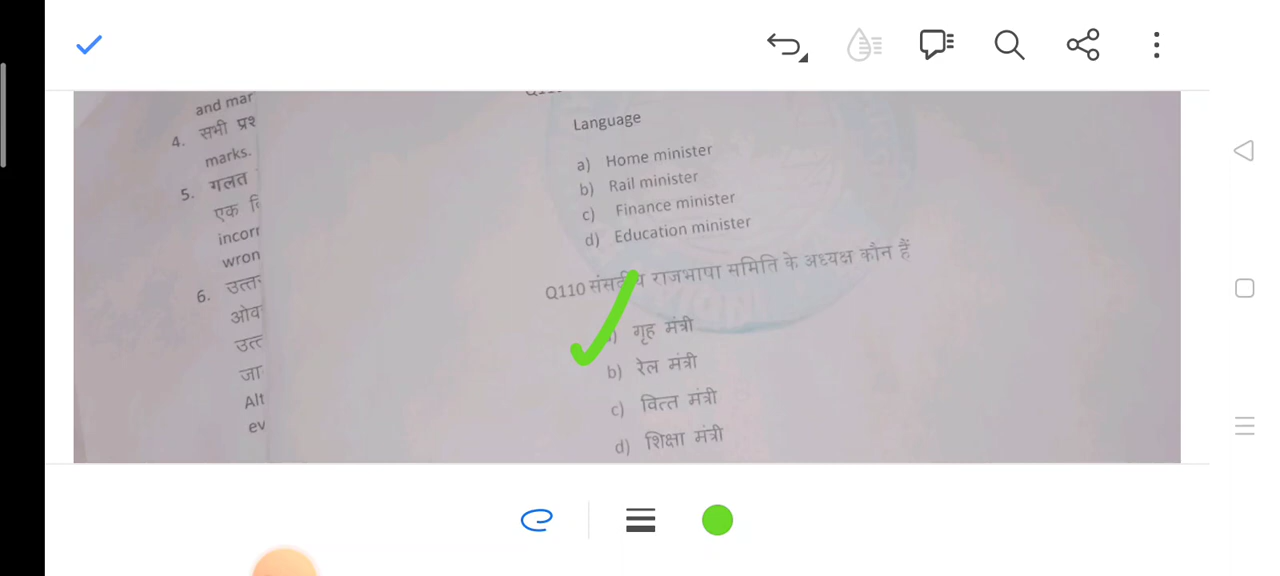 and mar
4. सभी प्रश
marks.
5. गलत
एक
incorr
wron
6. उत्त
ओव
उत्त
जा
Alt
ev
Language
a) Home minister
b) Rail minister
c) Finance minister
d) Education minister
Q110 संसदीय राजभाषा समिति के अध्यक्ष कौन हैं
a) गृह मंत्री
b) रेल मंत्री
c) वित्त मंत्री
d) शिक्षा मंत्री